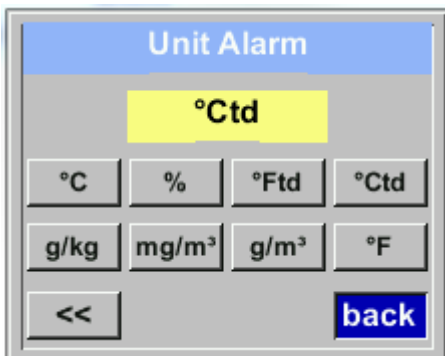 Unit Alarm
°Ctd
°C % °Ftd °Ctd
g/kg mg/m³ g/m³ °F
<< back